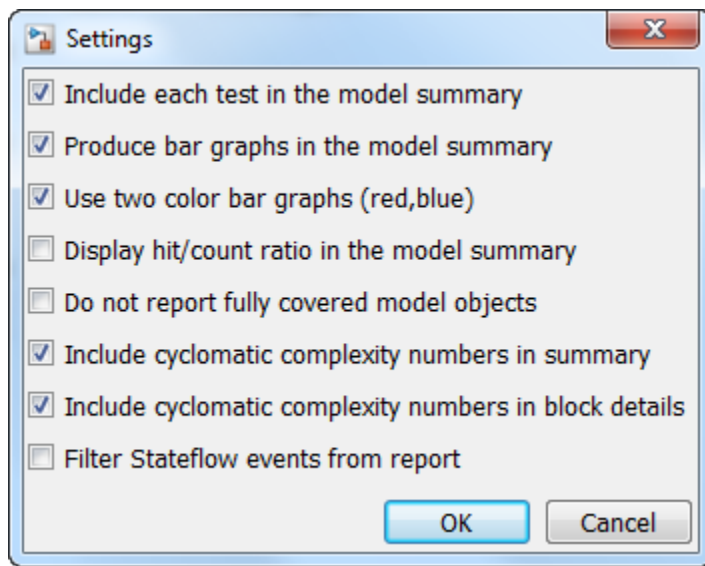 Settings
Include each test in the model summary
Produce bar graphs in the model summary
Use two color bar graphs (red,blue)
Display hit/count ratio in the model summary
Do not report fully covered model objects
Include cyclomatic complexity numbers in summary
Include cyclomatic complexity numbers in block details
Filter Stateflow events from report
OK Cancel